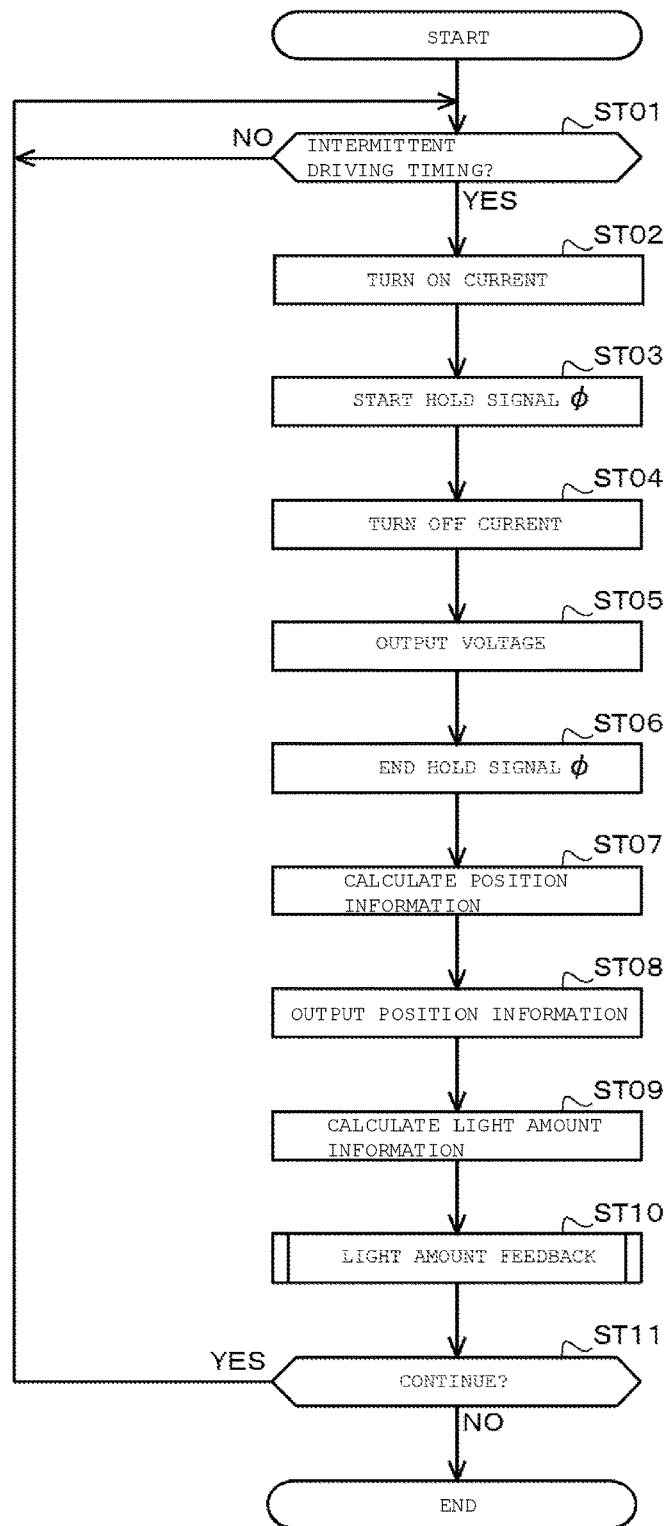 START
ST01
NO
INTERMITTENT
DRIVING TIMING?
YES
ST02
TURN ON CURRENT
ST03
START HOLD SIGNAL ϕ
ST04
TURN OFF CURRENT
ST05
OUTPUT VOLTAGE
ST06
END HOLD SIGNAL ϕ
ST07
CALCULATE POSITION
INFORMATION
ST08
OUTPUT POSITION INFORMATION
ST09
CALCULATE LIGHT AMOUNT
INFORMATION
ST10
LIGHT AMOUNT FEEDBACK
ST11
YES
CONTINUE?
NO
END